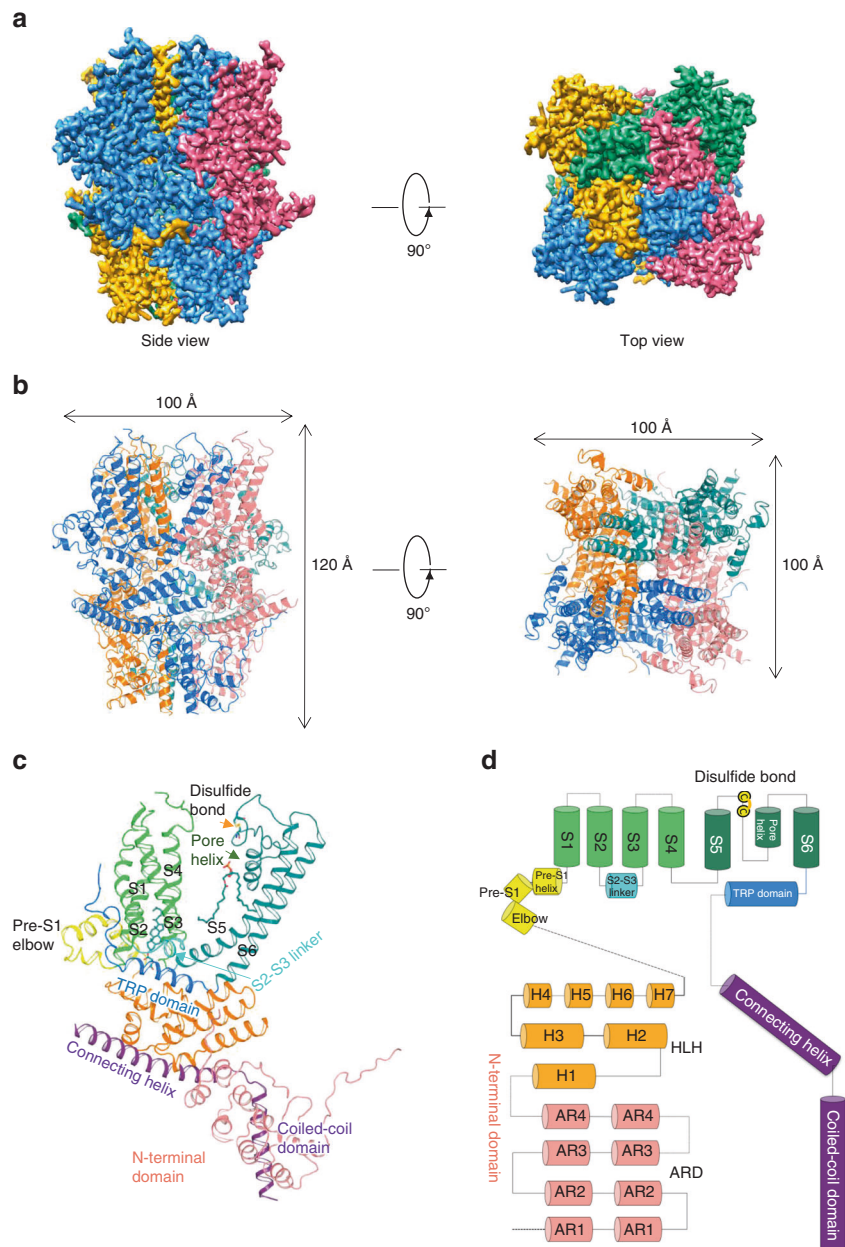 a
Side view
90°
Top view
b
100 Å
120 Å
90°
100 Å
100 Å
c
Disulfide
bond
Pore
helix
S4
S1
S3
S2
S5
S6
Pre-S1
elbow
S2-S3 linker
TRP domain
Connecting helix
Coiled-coil
domain
N-terminal
domain
d
Disulfide bond
C
C
S1
S2
S3
S4
S5
Pore
helix
S6
Pre-S1
Pre-S1
helix
Elbow
S2-S3
linker
TRP domain
H4
H5
H6
H7
H3
H2
HLH
H1
N-terminal domain
AR4
AR4
AR3
AR3
ARD
AR2
AR2
AR1
AR1
Connecting helix
Coiled-coil domain